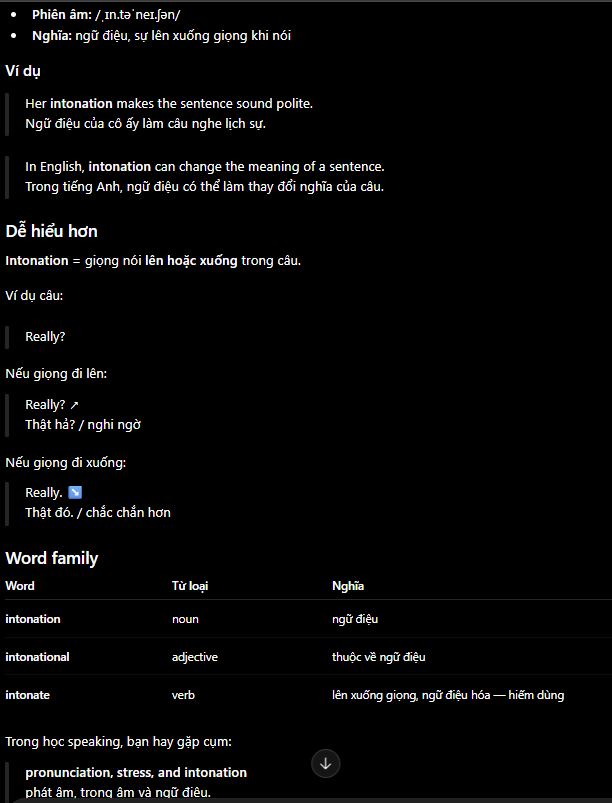 Phiên âm: /ˌɪn.təˈneɪ.ʃən/
Nghĩa: ngữ điệu, sự lên xuống giọng khi nói
Ví dụ
Her intonation makes the sentence sound polite.
Ngữ điệu của cô ấy làm câu nghe lịch sự.
In English, intonation can change the meaning of a sentence.
Trong tiếng Anh, ngữ điệu có thể làm thay đổi nghĩa của câu.
Dễ hiểu hơn
Intonation = giọng nói lên hoặc xuống trong câu.
Ví dụ câu:
Really?
Nếu giọng đi lên:
Really? ↗
Thật hả? / nghi ngờ
Nếu giọng đi xuống:
Really. ↘️
Thật đó. / chắc chắn hơn
Word family
Word Từ loại Nghĩa
intonation noun ngữ điệu
intonational adjective thuộc về ngữ điệu
intonate verb lên xuống giọng, ngữ điệu hóa — hiếm dùng
Trong học speaking, bạn hay gặp cụm:
pronunciation, stress, and intonation
phát âm, trọng âm và ngữ điệu.